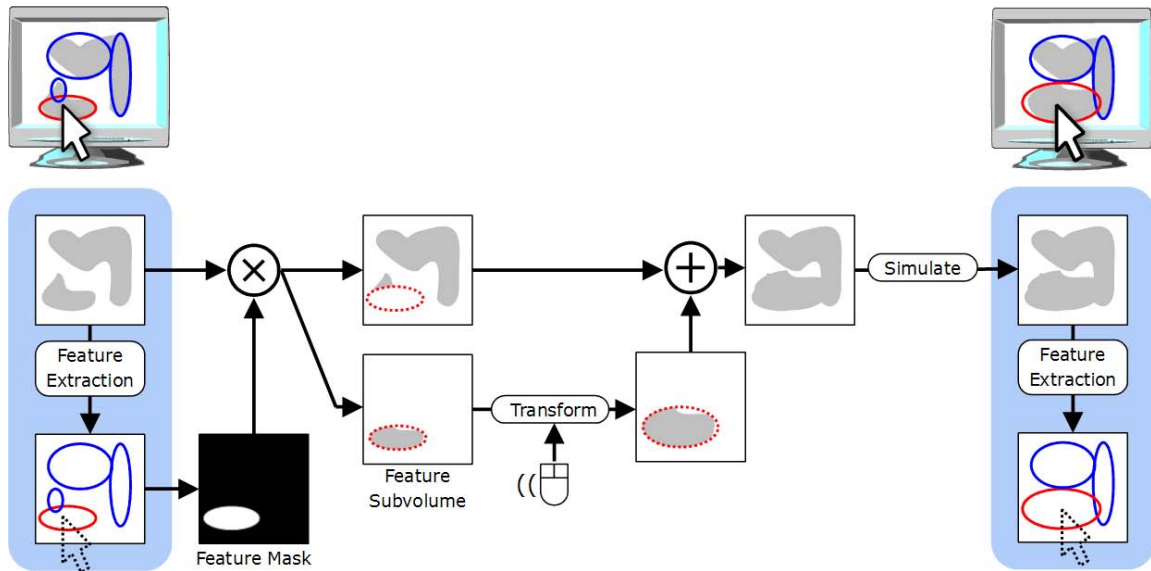 Simulate
Feature
Extraction
Feature
Extraction
Transform
Feature
Subvolume
((
Feature Mask